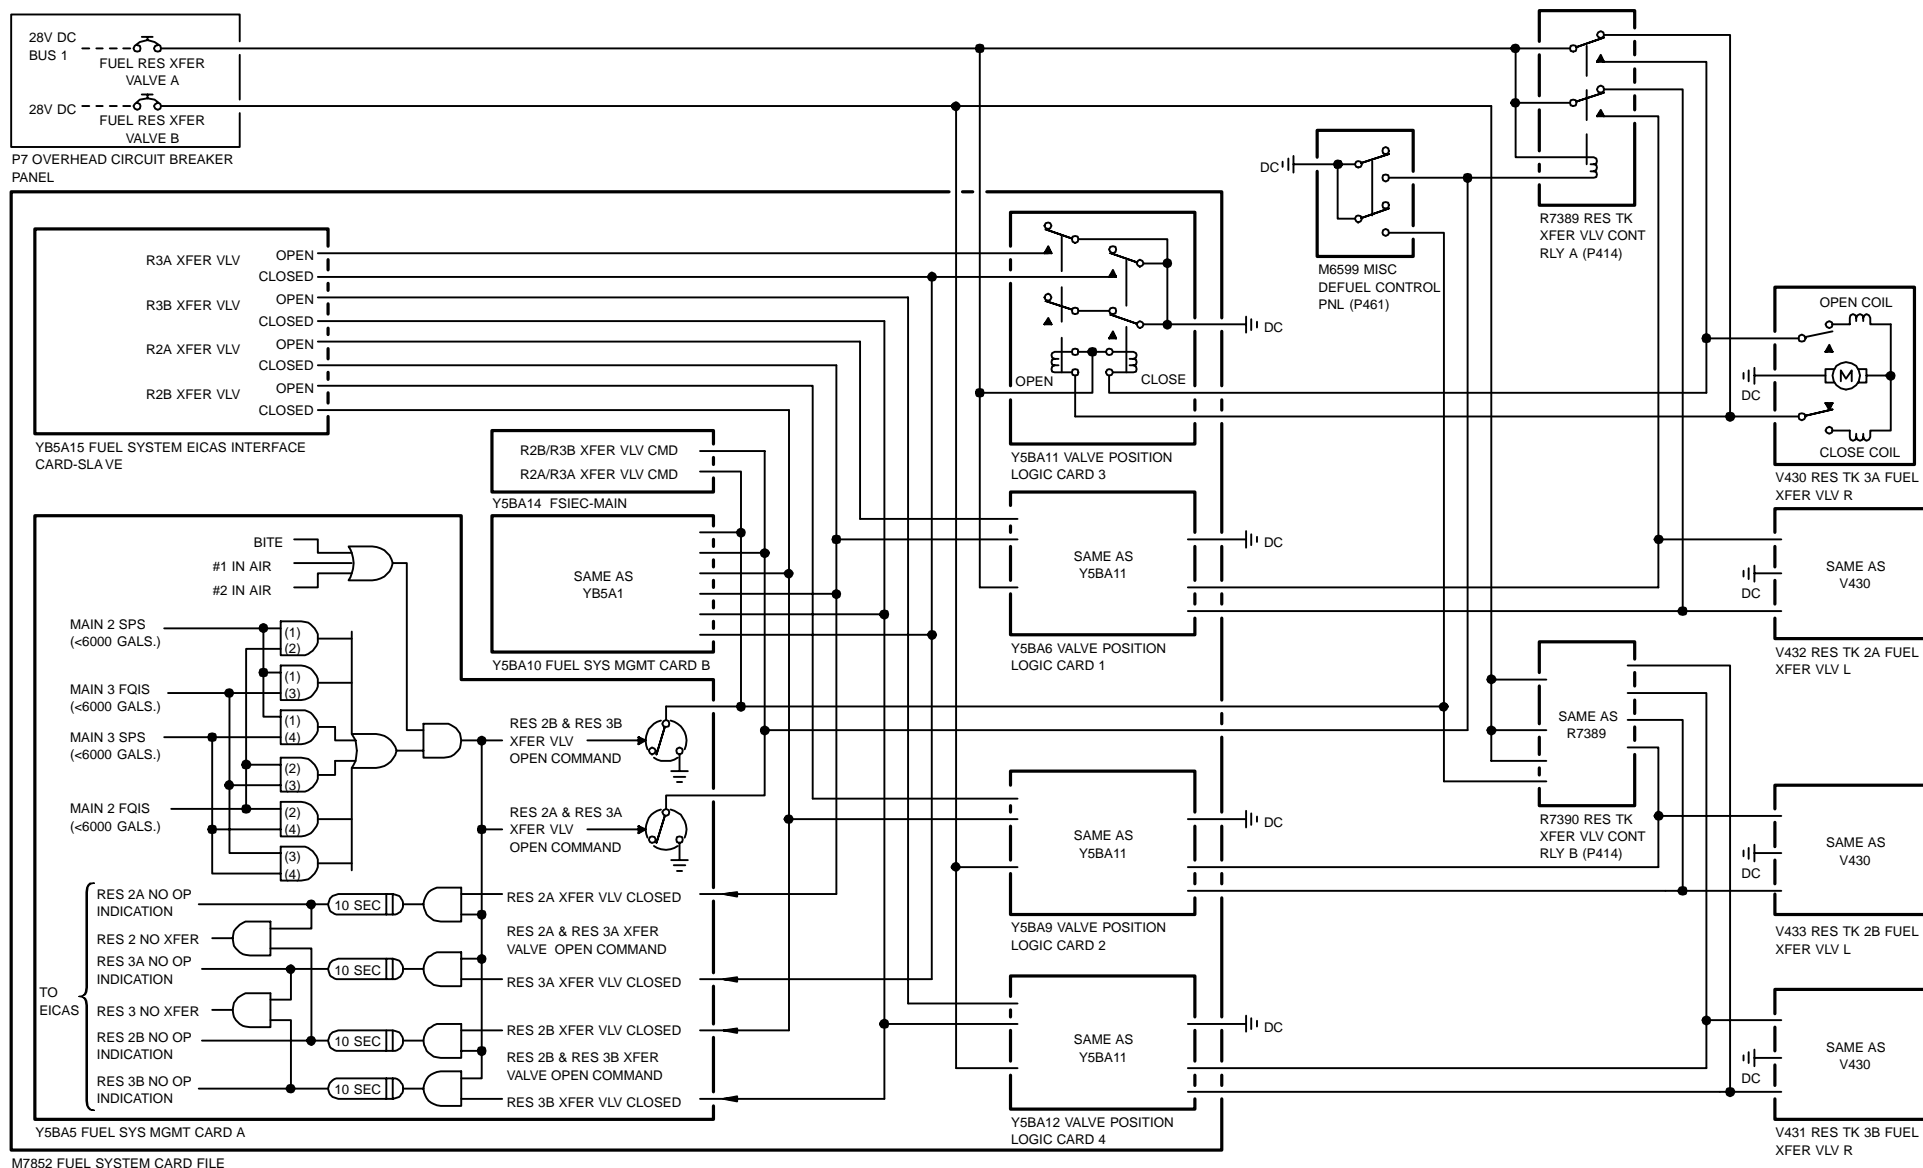 28V DC
BUS 1
FUEL RES XFER
VALVE A
28V DC
FUEL RES XFER
VALVE B
P7 OVERHEAD CIRCUIT BREAKER
PANEL
DC
M6599 MISC
DEFUEL CONTROL
PNL (P461)
R7389 RES TK
XFER VLV CONT
RLY A (P414)
R3A XFER VLV
OPEN
CLOSED
R3B XFER VLV
OPEN
CLOSED
R2A XFER VLV
OPEN
CLOSED
R2B XFER VLV
OPEN
CLOSED
YB5A15 FUEL SYSTEM EICAS INTERFACE
CARD-SLAVE
OPEN
CLOSE
DC
Y5BA11 VALVE POSITION
LOGIC CARD 3
OPEN COIL
M
DC
CLOSE COIL
V430 RES TK 3A FUEL
XFER VLV R
R2B/R3B XFER VLV CMD
R2A/R3A XFER VLV CMD
Y5BA14 FSIEC-MAIN
SAME AS
YB5A1
Y5BA10 FUEL SYS MGMT CARD B
SAME AS
Y5BA11
DC
Y5BA6 VALVE POSITION
LOGIC CARD 1
SAME AS
V430
DC
V432 RES TK 2A FUEL
XFER VLV L
BITE
#1 IN AIR
#2 IN AIR
MAIN 2 SPS
(<6000 GALS.)
MAIN 3 FQIS
(<6000 GALS.)
MAIN 3 SPS
(<6000 GALS.)
MAIN 2 FQIS
(<6000 GALS.)
(1)
(2)
(1)
(3)
(1)
(4)
(2)
(3)
(2)
(4)
(3)
(4)
RES 2B & RES 3B
XFER VLV
OPEN COMMAND
RES 2A & RES 3A
XFER VLV
OPEN COMMAND
SAME AS
R7389
R7390 RES TK
XFER VLV CONT
RLY B (P414)
SAME AS
Y5BA11
DC
Y5BA9 VALVE POSITION
LOGIC CARD 2
SAME AS
V430
DC
V433 RES TK 2B FUEL
XFER VLV L
TO
EICAS
RES 2A NO OP
INDICATION
RES 2 NO XFER
RES 3A NO OP
INDICATION
RES 3 NO XFER
RES 2B NO OP
INDICATION
RES 3B NO OP
INDICATION
10 SEC
10 SEC
10 SEC
10 SEC
RES 2A XFER VLV CLOSED
RES 2A & RES 3A XFER
VALVE OPEN COMMAND
RES 3A XFER VLV CLOSED
RES 2B XFER VLV CLOSED
RES 2B & RES 3B XFER
VALVE OPEN COMMAND
RES 3B XFER VLV CLOSED
Y5BA5 FUEL SYS MGMT CARD A
SAME AS
Y5BA11
DC
Y5BA12 VALVE POSITION
LOGIC CARD 4
SAME AS
V430
DC
V431 RES TK 3B FUEL
XFER VLV R
M7852 FUEL SYSTEM CARD FILE